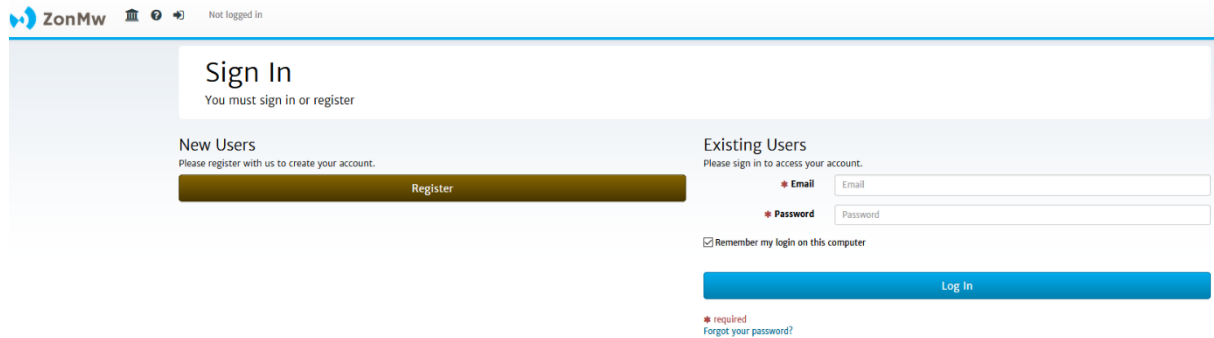 ZonMw Not logged in
Sign In
You must sign in or register
New Users
Please register with us to create your account.
Register
Existing Users
Please sign in to access your account.
✱ Email Email
✱ Password Password
Remember my login on this computer
Log In
✱ required
Forgot your password?